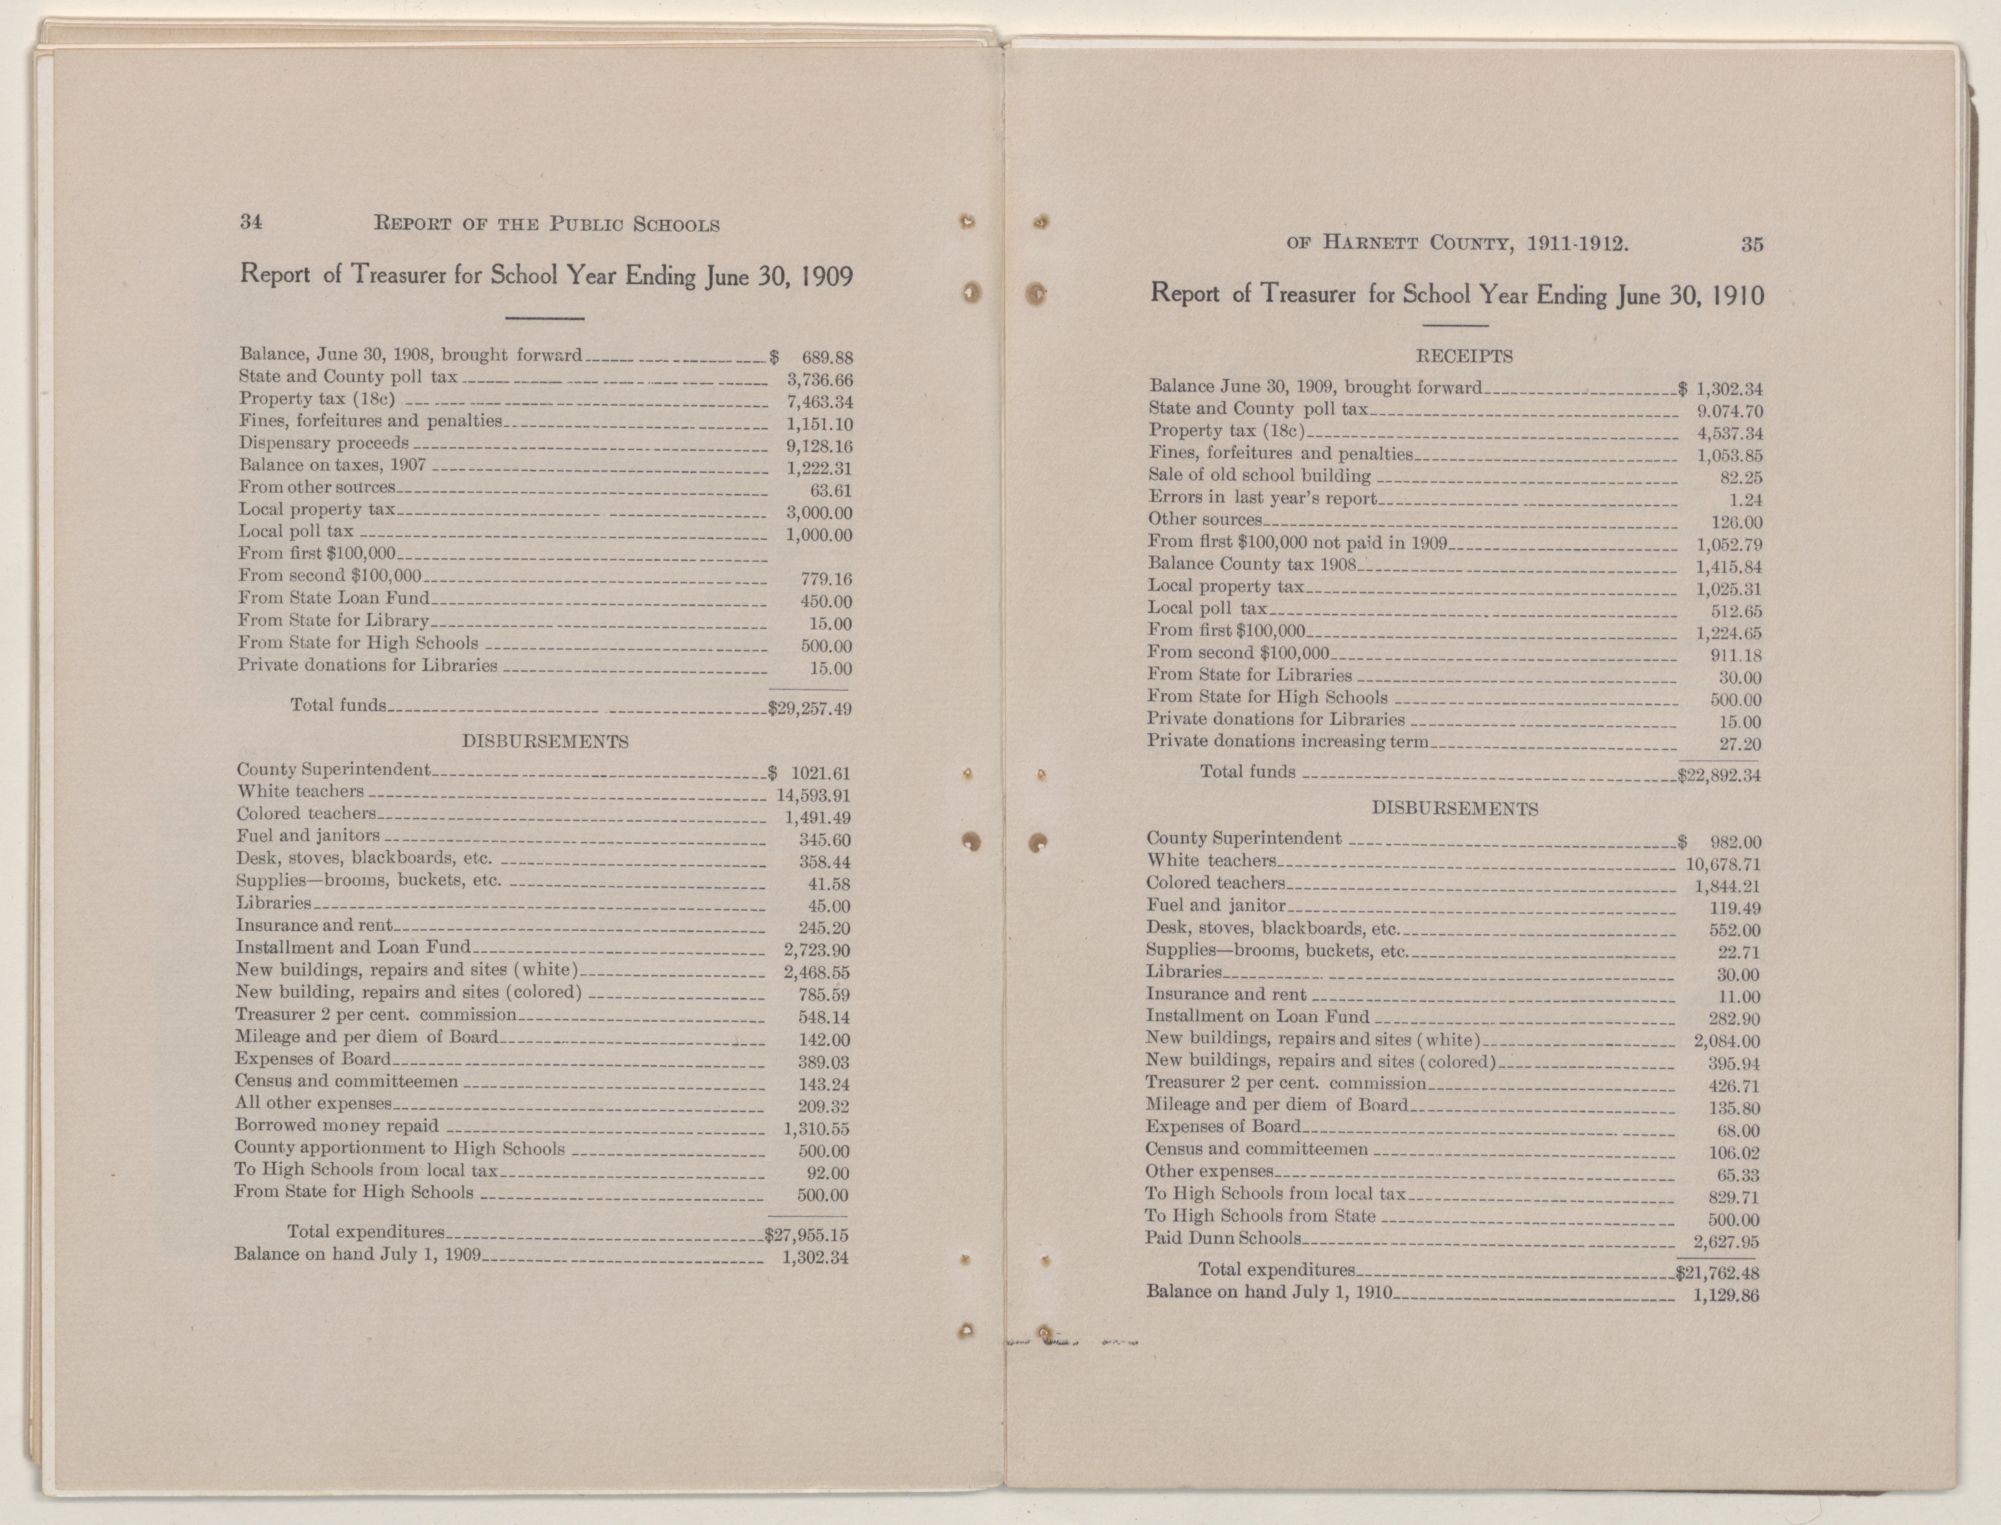 34 REPORT OF THE PUBLIC SCHOOLS
Report of Treasurer for School Year Ending June 30, 1909
Balance, June 30, 1908, brought forward $ 689.88
State and County poll tax 3,736.66
Property tax (18c) 7,463.34
Fines, forfeitures and penalties 1,151.10
Dispensary proceeds 9,128.16
Balance on taxes, 1907 1,222.31
From other sources 63.61
Local property tax 3,000.00
Local poll tax 1,000.00
From first $100,000
From second $100,000 779.16
From State Loan Fund 450.00
From State for Library 15.00
From State for High Schools 500.00
Private donations for Libraries 15.00
Total funds $29,257.49
DISBURSEMENTS
County Superintendent $ 1021.61
White teachers 14,593.91
Colored teachers 1,491.49
Fuel and janitors 345.60
Desk, stoves, blackboards, etc. 358.44
Supplies—brooms, buckets, etc. 41.58
Libraries 45.00
Insurance and rent 245.20
Installment and Loan Fund 2,723.90
New buildings, repairs and sites (white) 2,468.55
New building, repairs and sites (colored) 785.59
Treasurer 2 per cent. commission 548.14
Mileage and per diem of Board 142.00
Expenses of Board 389.03
Census and committeemen 143.24
All other expenses 209.32
Borrowed money repaid 1,310.55
County apportionment to High Schools 500.00
To High Schools from local tax 92.00
From State for High Schools 500.00
Total expenditures $27,955.15
Balance on hand July 1, 1909 1,302.34
OF HARNETT COUNTY, 1911-1912. 35
Report of Treasurer for School Year Ending June 30, 1910
RECEIPTS
Balance June 30, 1909, brought forward $ 1,302.34
State and County poll tax 9.074.70
Property tax (18c) 4,537.34
Fines, forfeitures and penalties 1,053.85
Sale of old school building 82.25
Errors in last year's report 1.24
Other sources 126.00
From first $100,000 not paid in 1909 1,052.79
Balance County tax 1908 1,415.84
Local property tax 1,025.31
Local poll tax 512.65
From first $100,000 1,224.65
From second $100,000 911.18
From State for Libraries 30.00
From State for High Schools 500.00
Private donations for Libraries 15.00
Private donations increasing term 27.20
Total funds $22,892.34
DISBURSEMENTS
County Superintendent $ 982.00
White teachers 10,678.71
Colored teachers 1,844.21
Fuel and janitor 119.49
Desk, stoves, blackboards, etc. 552.00
Supplies—brooms, buckets, etc. 22.71
Libraries 30.00
Insurance and rent 11.00
Installment on Loan Fund 282.90
New buildings, repairs and sites (white) 2,084.00
New buildings, repairs and sites (colored) 395.94
Treasurer 2 per cent. commission 426.71
Mileage and per diem of Board 135.80
Expenses of Board 68.00
Census and committeemen 106.02
Other expenses 65.33
To High Schools from local tax 829.71
To High Schools from State 500.00
Paid Dunn Schools 2,627.95
Total expenditures $21,762.48
Balance on hand July 1, 1910 1,129.86